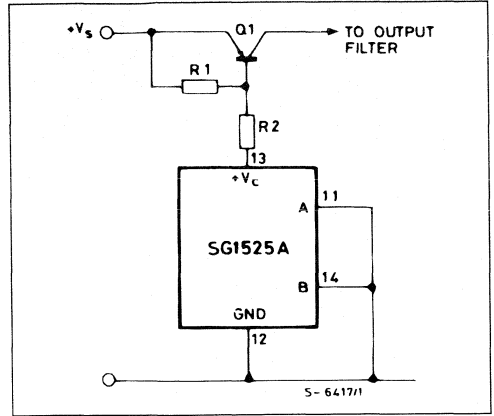 +Vs
Q1
TO OUTPUT
FILTER
R1
R2
13
+Vc
A
11
SG1525A
B
14
GND
12
S-6417/1